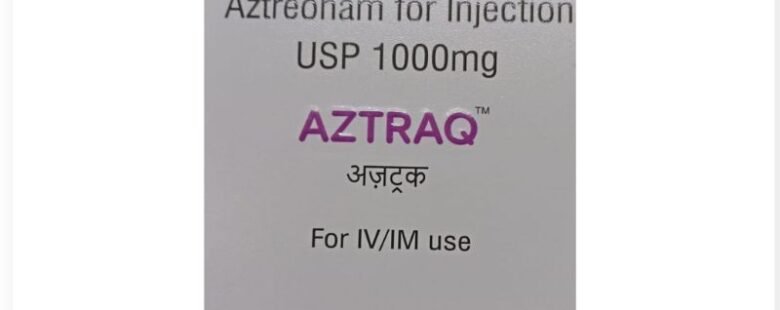 Aztreonam for Injection
USP 1000mg
AZTRAQ™
अज़ट्रक
For IV/IM use